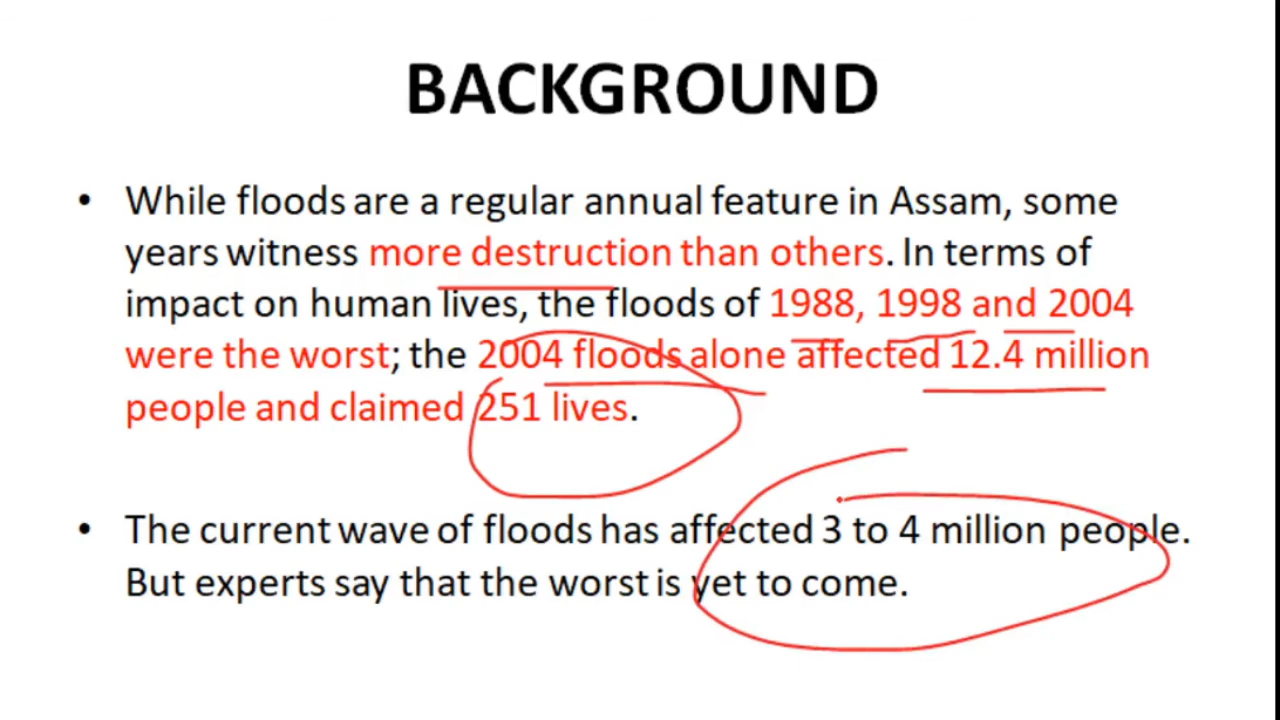 BACKGROUND
• While floods are a regular annual feature in Assam, some
years witness more destruction than others. In terms of
impact on human lives, the floods of 1988, 1998 and 2004
were the worst; the 2004 floods alone affected 12.4 million
people and claimed 251 lives.
• The current wave of floods has affected 3 to 4 million people.
But experts say that the worst is yet to come.